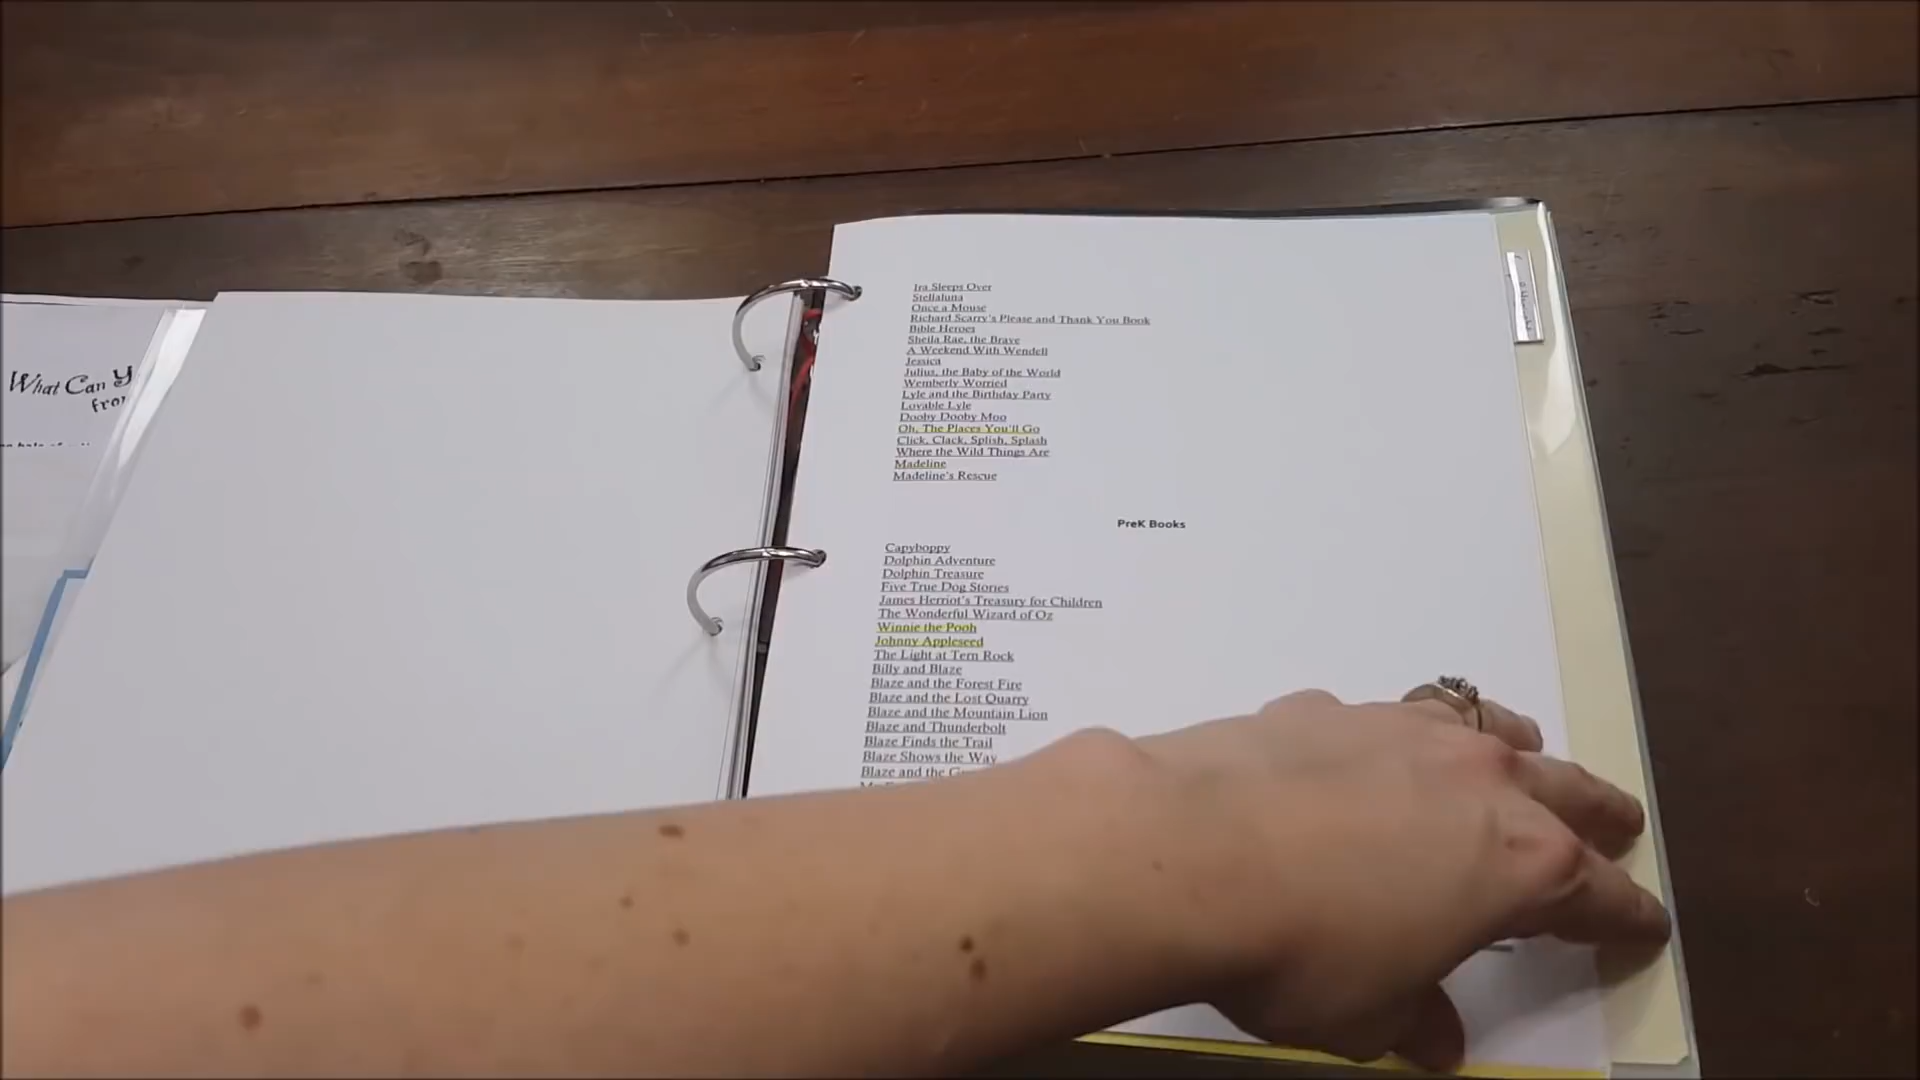 What Can Y
from
Ira Sleeps Over
Stellaluna
Once a Mouse
Richard Scarry's Please and Thank You Book
Bible Heroes
Sheila Rae, the Brave
A Weekend With Wendell
Jessica
Julius, the Baby of the World
Wemberly Worried
Lyle and the Birthday Party
Lovable Lyle
Dooby Dooby Moo
Oh, The Places You'll Go
Click, Clack, Splish, Splash
Where the Wild Things Are
Madeline
Madeline's Rescue
PreK Books
Capyboppy
Dolphin Adventure
Dolphin Treasure
Five True Dog Stories
James Herriot's Treasury for Children
The Wonderful Wizard of Oz
Winnie the Pooh
Johnny Appleseed
The Light at Tern Rock
Billy and Blaze
Blaze and the Forest Fire
Blaze and the Lost Quarry
Blaze and the Mountain Lion
Blaze and Thunderbolt
Blaze Finds the Trail
Blaze Shows the Way
Blaze and the